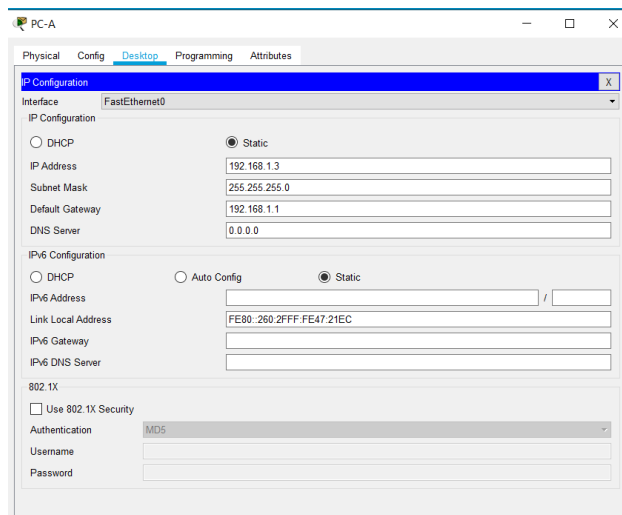 PC-A
Physical Config Desktop Programming Attributes
IP Configuration X
Interface FastEthernet0
IP Configuration
DHCP Static
IP Address 192.168.1.3
Subnet Mask 255.255.255.0
Default Gateway 192.168.1.1
DNS Server 0.0.0.0
IPv6 Configuration
DHCP Auto Config Static
IPv6 Address /
Link Local Address FE80::260:2FFF:FE47:21EC
IPv6 Gateway
IPv6 DNS Server
802.1X
Use 802.1X Security
Authentication MD5
Username
Password